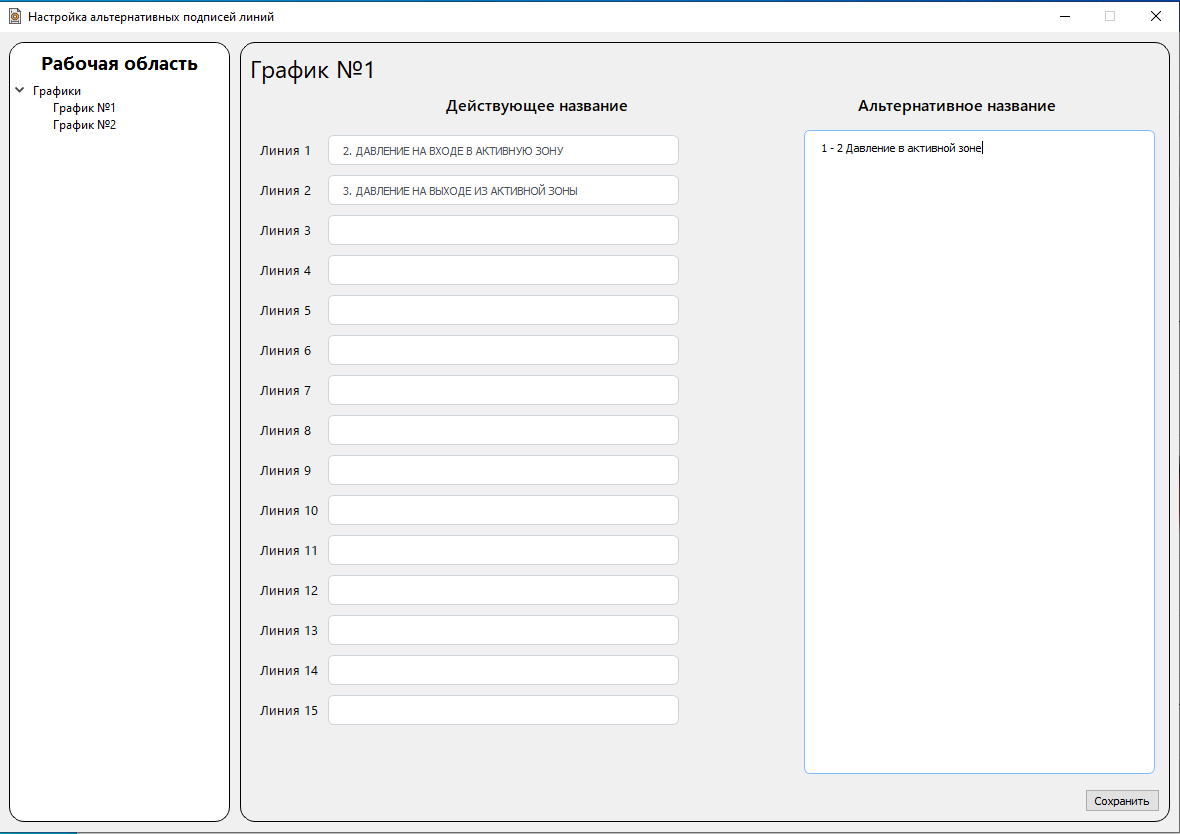 Настройка альтернативных подписей линий
Рабочая область
Графики
График №1
График №2
График №1
Действующее название
Альтернативное название
Линия 1
2. ДАВЛЕНИЕ НА ВХОДЕ В АКТИВНУЮ ЗОНУ
1 - 2 Давление в активной зоне
Линия 2
3. ДАВЛЕНИЕ НА ВЫХОДЕ ИЗ АКТИВНОЙ ЗОНЫ
Линия 3
Линия 4
Линия 5
Линия 6
Линия 7
Линия 8
Линия 9
Линия 10
Линия 11
Линия 12
Линия 13
Линия 14
Линия 15
Сохранить